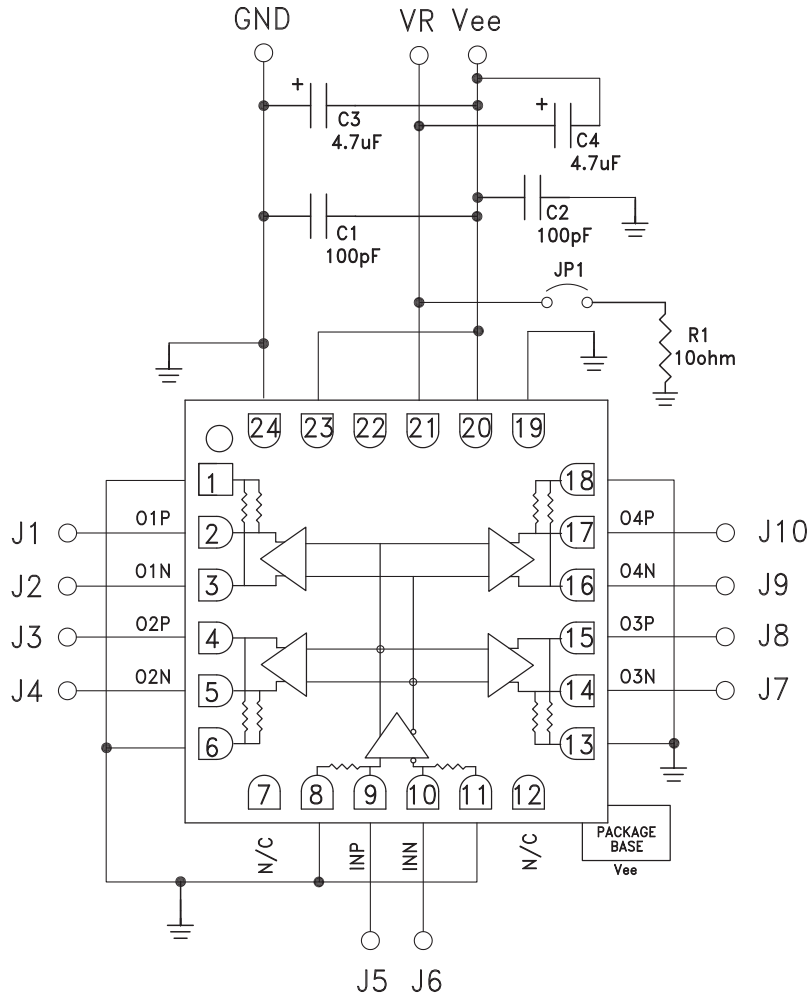 GND VR Vee
+ C3 4.7uF
+ C4 4.7uF
C1 100pF
C2 100pF
JP1
R1 10ohm
24 23 22 21 20 19
1 18
J1 O1P 2 17 O4P J10
J2 O1N 3 16 O4N J9
J3 O2P 4 15 O3P J8
J4 O2N 5 14 O3N J7
6 13
7 8 9 10 11 12
N/C INP INN N/C
PACKAGE
BASE
Vee
J5 J6